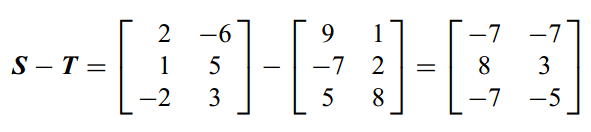 S − T = [ 2 −6 ; 1 5 ; −2 3 ] − [ 9 1 ; −7 2 ; 5 8 ] = [ −7 −7 ; 8 3 ; −7 −5 ]